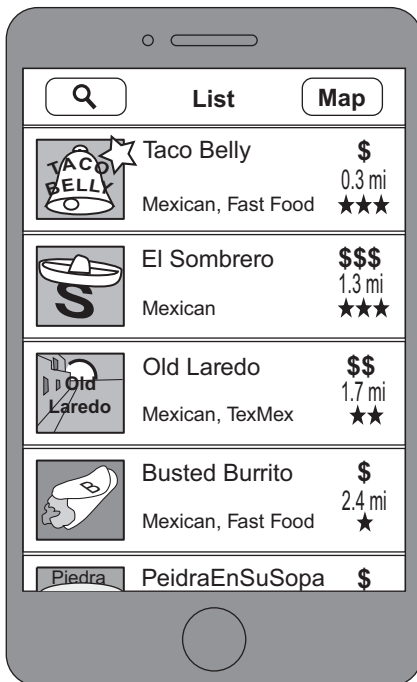 List
Map
TACO
BELLY
Taco Belly
$
0.3 mi
Mexican, Fast Food
★★★
S
El Sombrero
$$$
1.3 mi
Mexican
★★★
Old
Laredo
Old Laredo
$$
1.7 mi
Mexican, TexMex
★★
B
Busted Burrito
$
2.4 mi
Mexican, Fast Food
★
Piedra
PeidraEnSuSopa
$